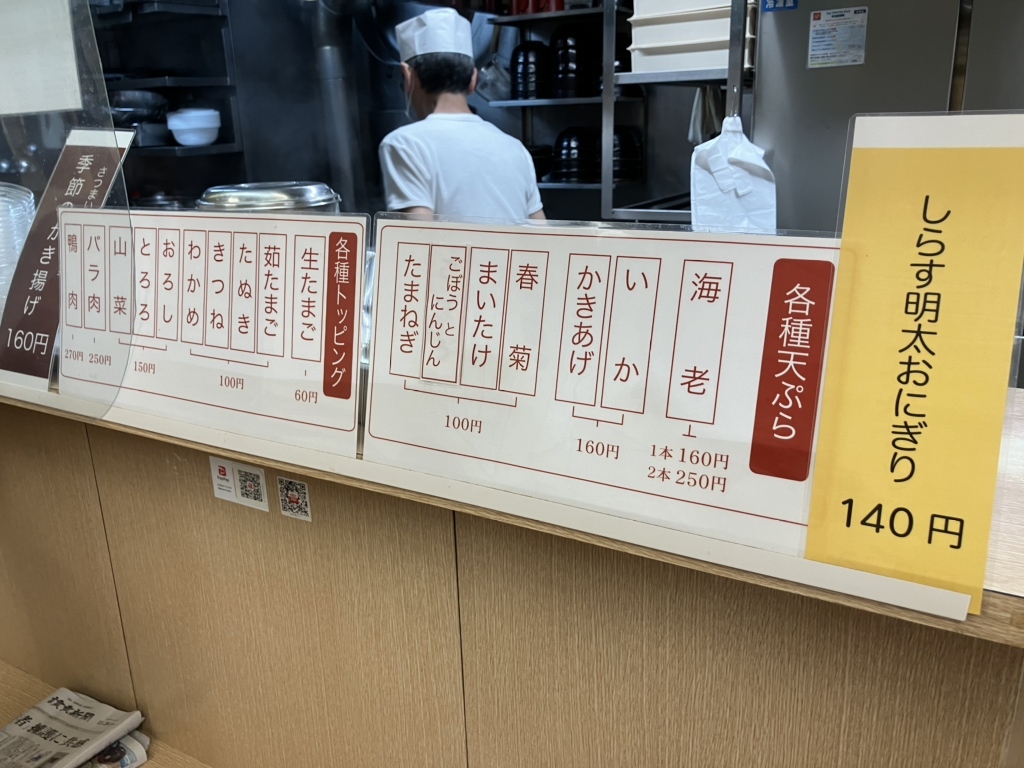 しらす明太おにぎり
140円
各種天ぷら
海老
1本160円
2本250円
いか
かきあげ
160円
春菊
まいたけ
ごぼうと
にんじん
たまねぎ
100円
各種トッピング
生たまご
60円
茹たまご
たぬき
きつね
わかめ
100円
おろし
とろろ
山菜
150円
バラ肉
250円
鴨肉
270円
さつまい
季節の
かき揚げ
160円
冷凍室